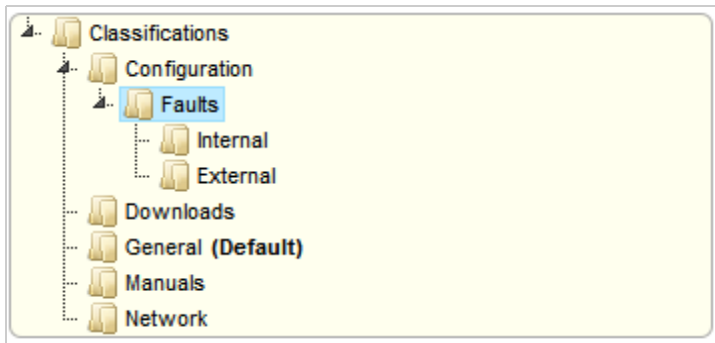 Classifications
Configuration
Faults
Internal
External
Downloads
General (Default)
Manuals
Network